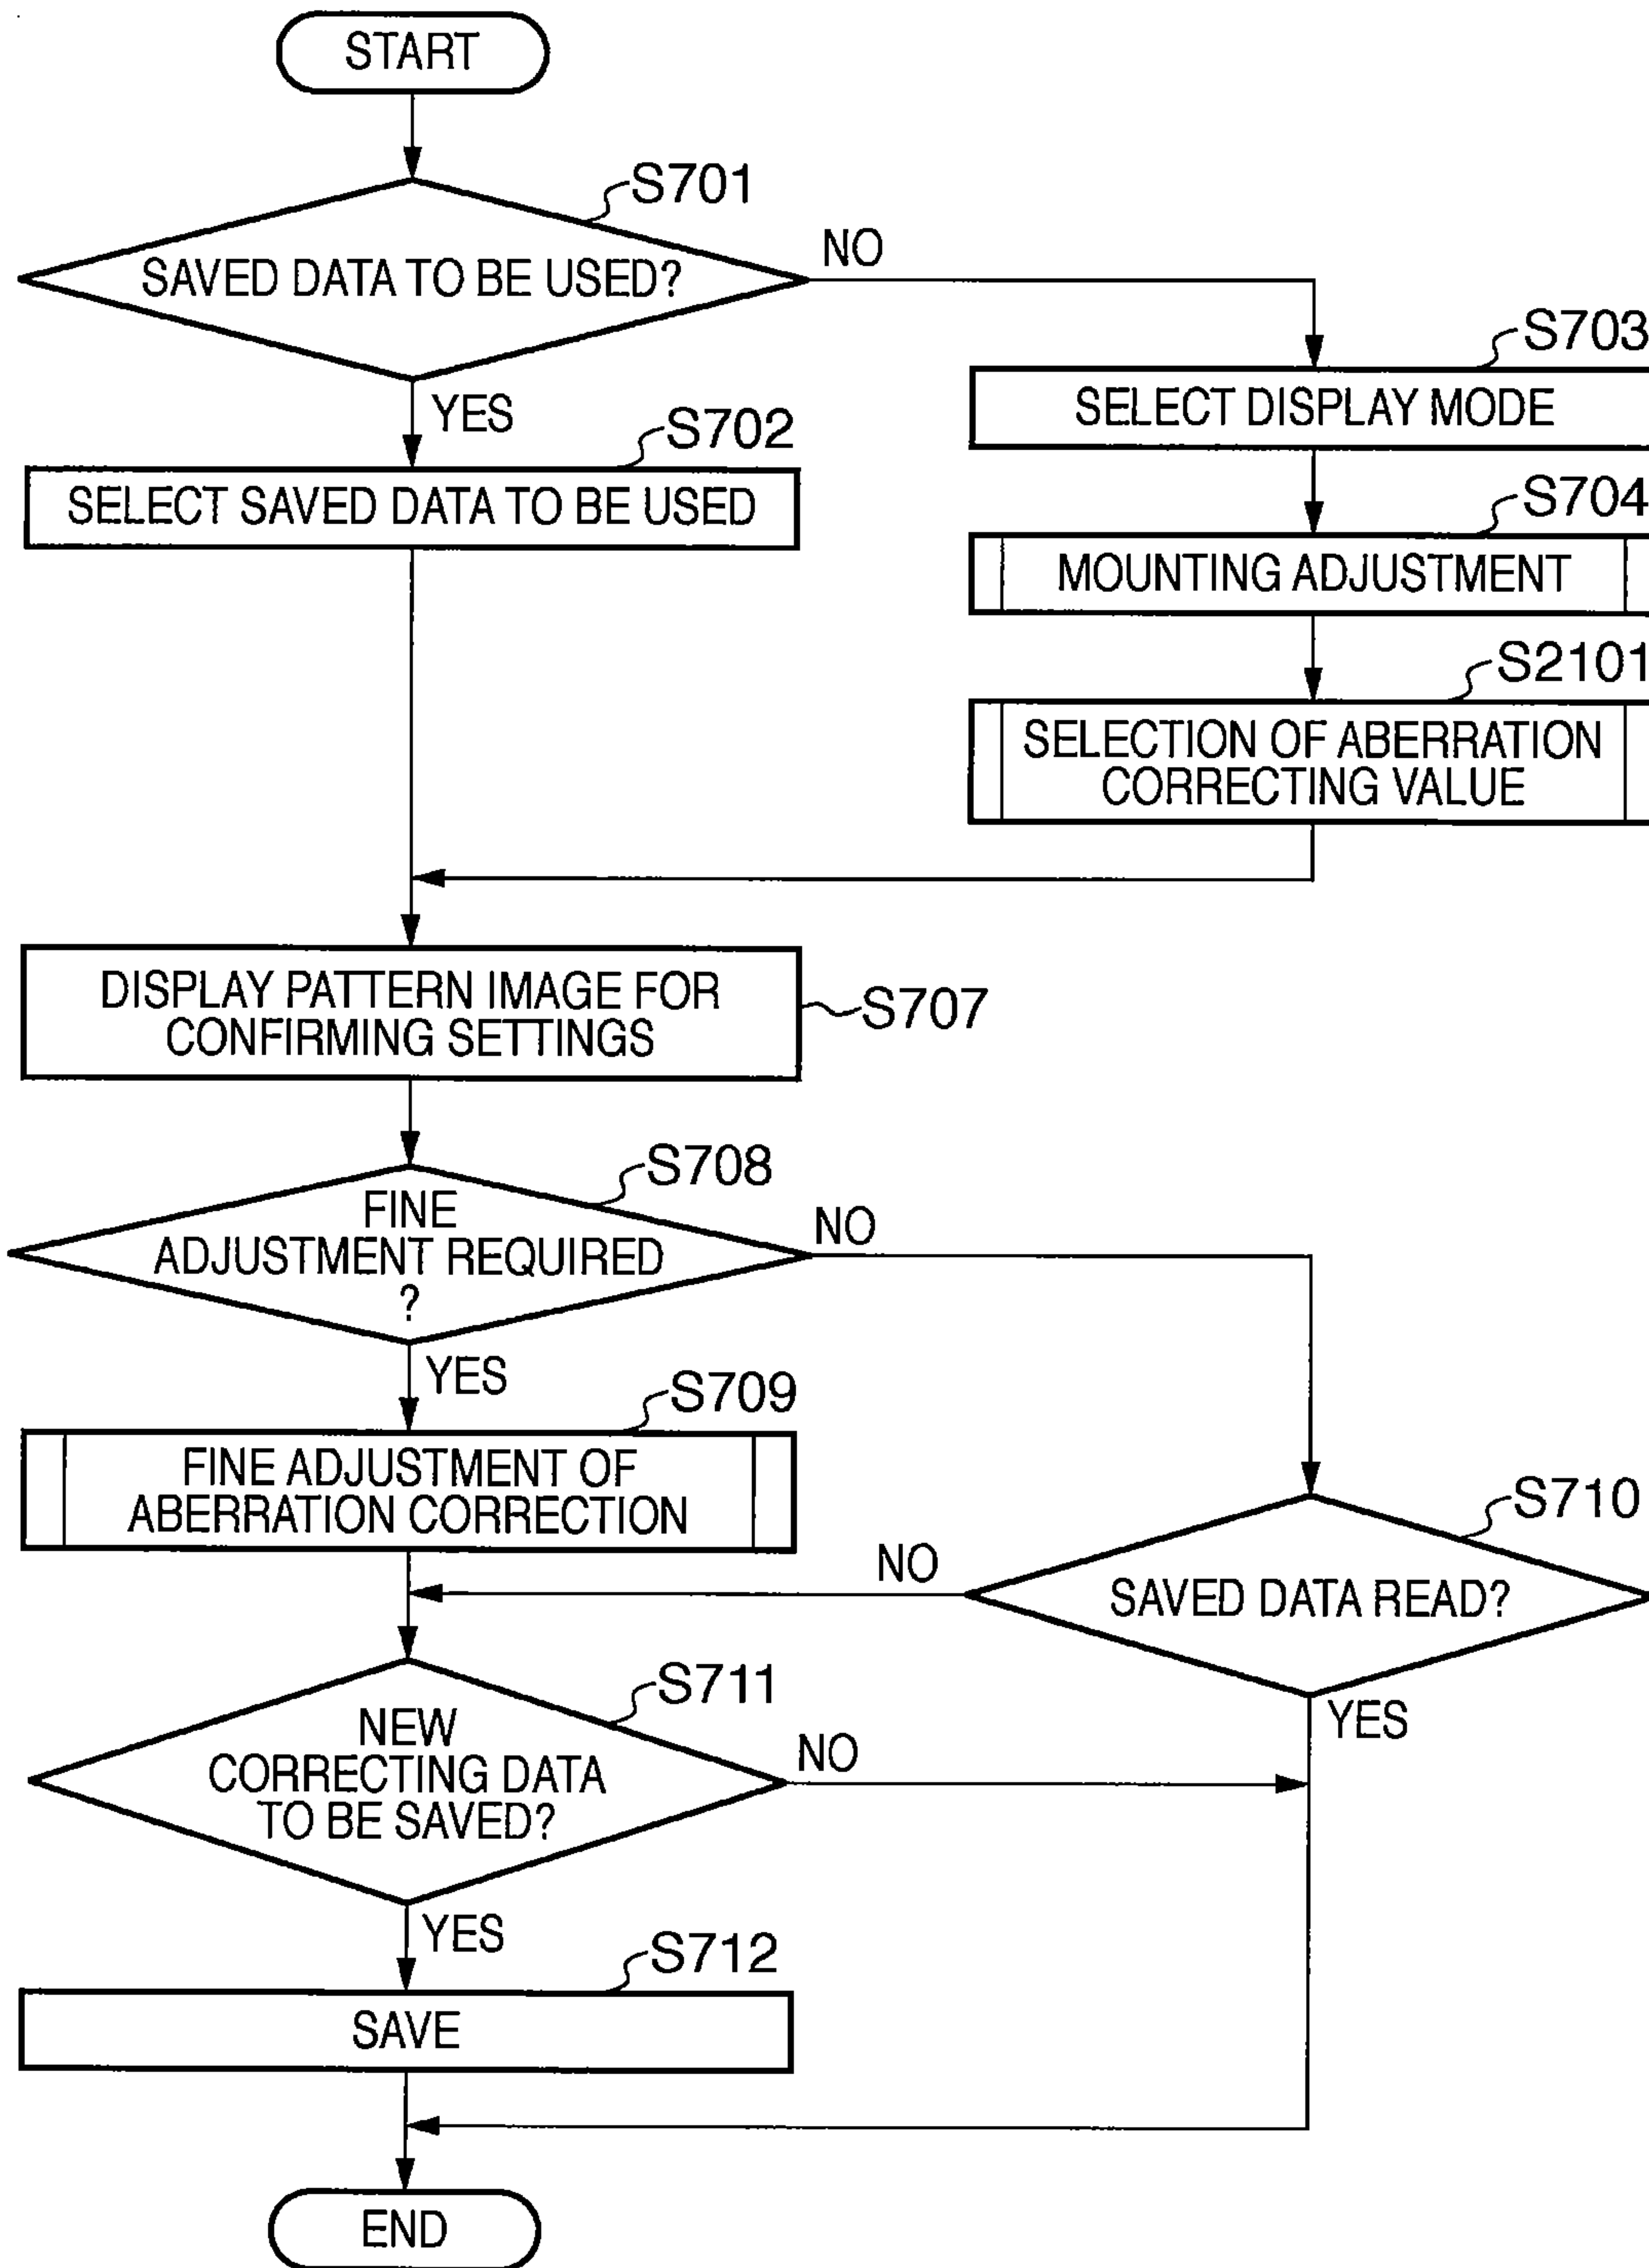 START
S701
SAVED DATA TO BE USED?
NO
YES
S702
SELECT SAVED DATA TO BE USED
S703
SELECT DISPLAY MODE
S704
MOUNTING ADJUSTMENT
S2101
SELECTION OF ABERRATION
CORRECTING VALUE
DISPLAY PATTERN IMAGE FOR
CONFIRMING SETTINGS
S707
S708
FINE
ADJUSTMENT REQUIRED
?
NO
YES
S709
FINE ADJUSTMENT OF
ABERRATION CORRECTION
S710
SAVED DATA READ?
NO
YES
S711
NEW
CORRECTING DATA
TO BE SAVED?
NO
YES
S712
SAVE
END